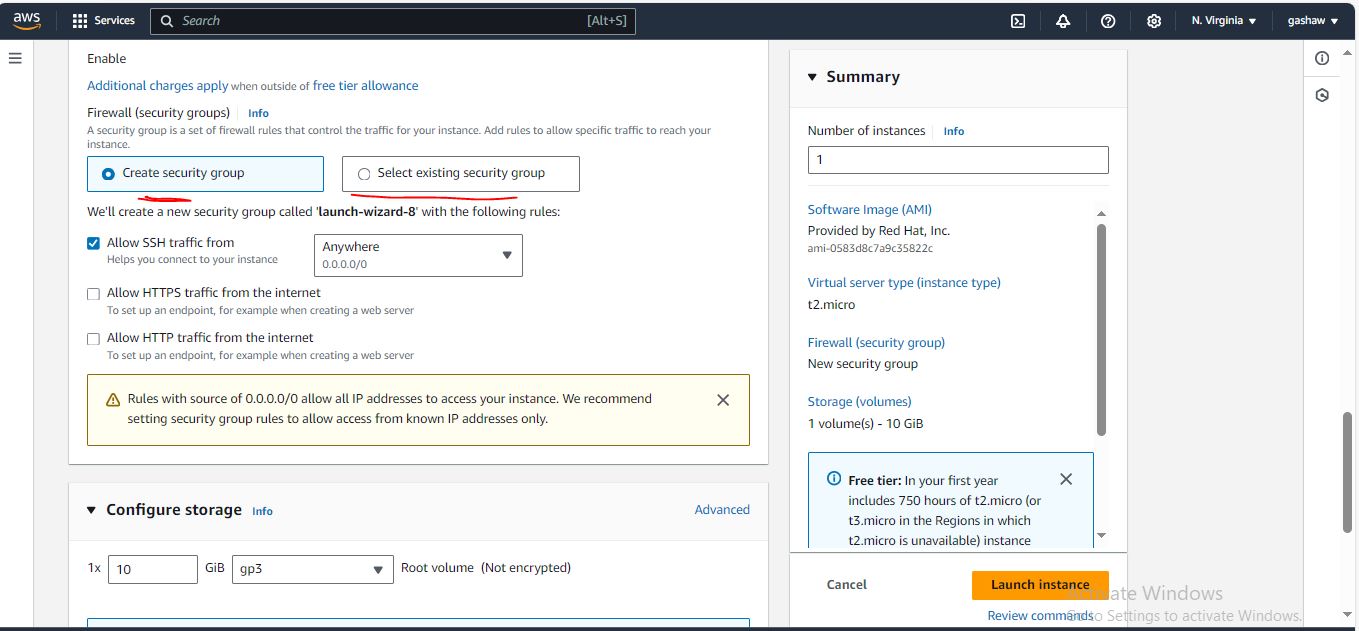 aws Services Search [Alt+S] N. Virginia gashaw
Enable
Additional charges apply when outside of free tier allowance
Firewall (security groups) Info
A security group is a set of firewall rules that control the traffic for your instance. Add rules to allow specific traffic to reach your
instance.
Create security group Select existing security group
We'll create a new security group called 'launch-wizard-8' with the following rules:
Allow SSH traffic from
Helps you connect to your instance
Anywhere
0.0.0.0/0
Allow HTTPS traffic from the internet
To set up an endpoint, for example when creating a web server
Allow HTTP traffic from the internet
To set up an endpoint, for example when creating a web server
Rules with source of 0.0.0.0/0 allow all IP addresses to access your instance. We recommend
setting security group rules to allow access from known IP addresses only.
Configure storage Info Advanced
1x 10 GiB gp3 Root volume (Not encrypted)
Summary
Number of instances Info
1
Software Image (AMI)
Provided by Red Hat, Inc.
ami-0583d8c7a9c35822c
Virtual server type (instance type)
t2.micro
Firewall (security group)
New security group
Storage (volumes)
1 volume(s) - 10 GiB
Free tier: In your first year
includes 750 hours of t2.micro (or
t3.micro in the Regions in which
t2.micro is unavailable) instance
Cancel Launch instance
Review commands
Activate Windows
Go to Settings to activate Windows.